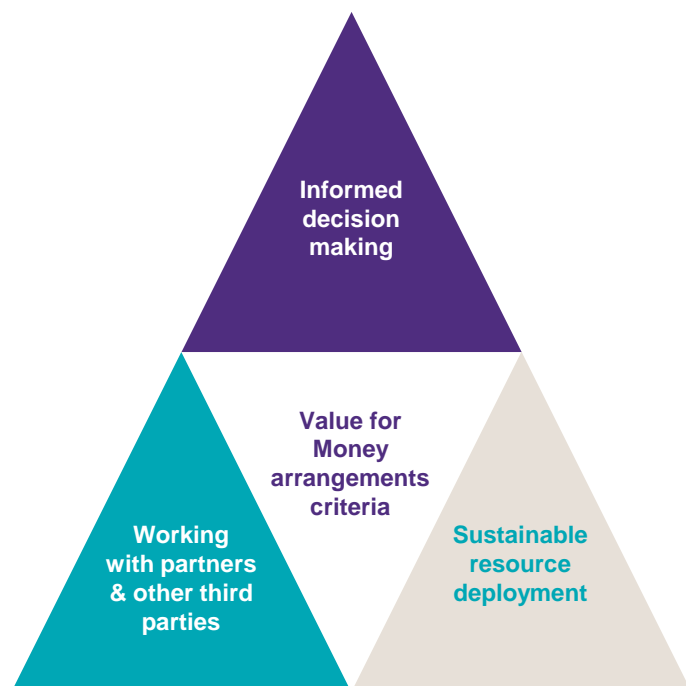 Informed
decision
making
Value for
Money
arrangements
criteria
Working
with partners
& other third
parties
Sustainable
resource
deployment